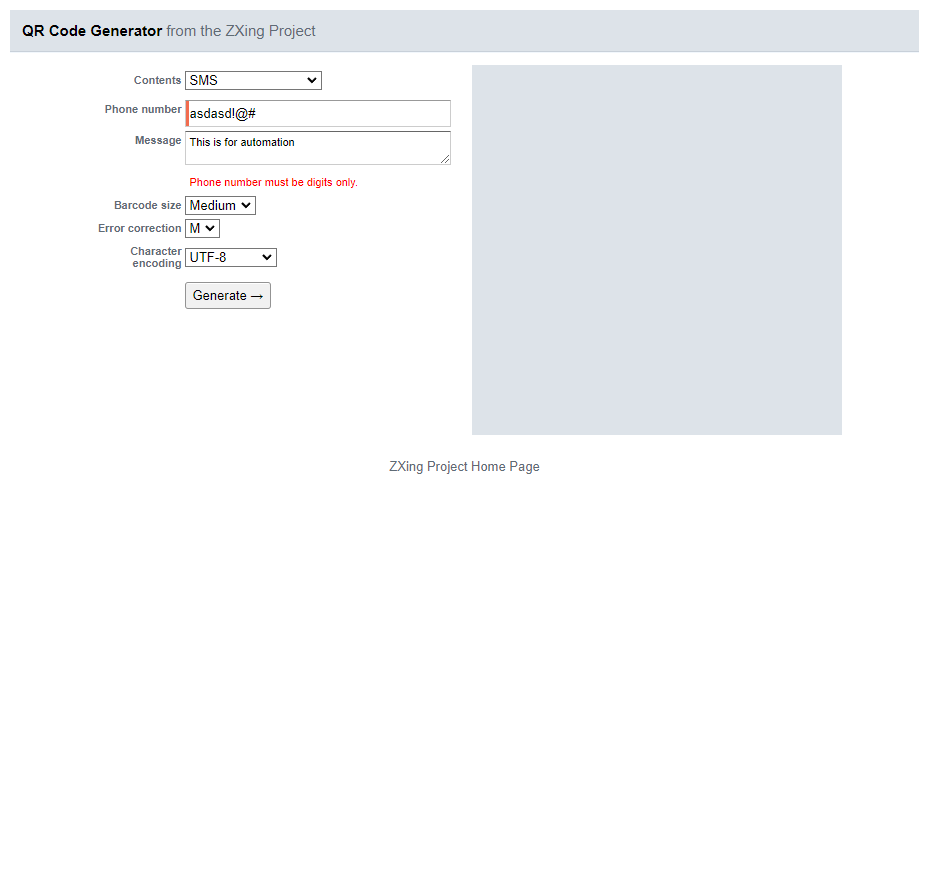 QR Code Generator from the ZXing Project
Contents SMS
Phone number asdasd!@#
Message This is for automation
Phone number must be digits only.
Barcode size Medium
Error correction M
Character encoding UTF-8
Generate →
ZXing Project Home Page